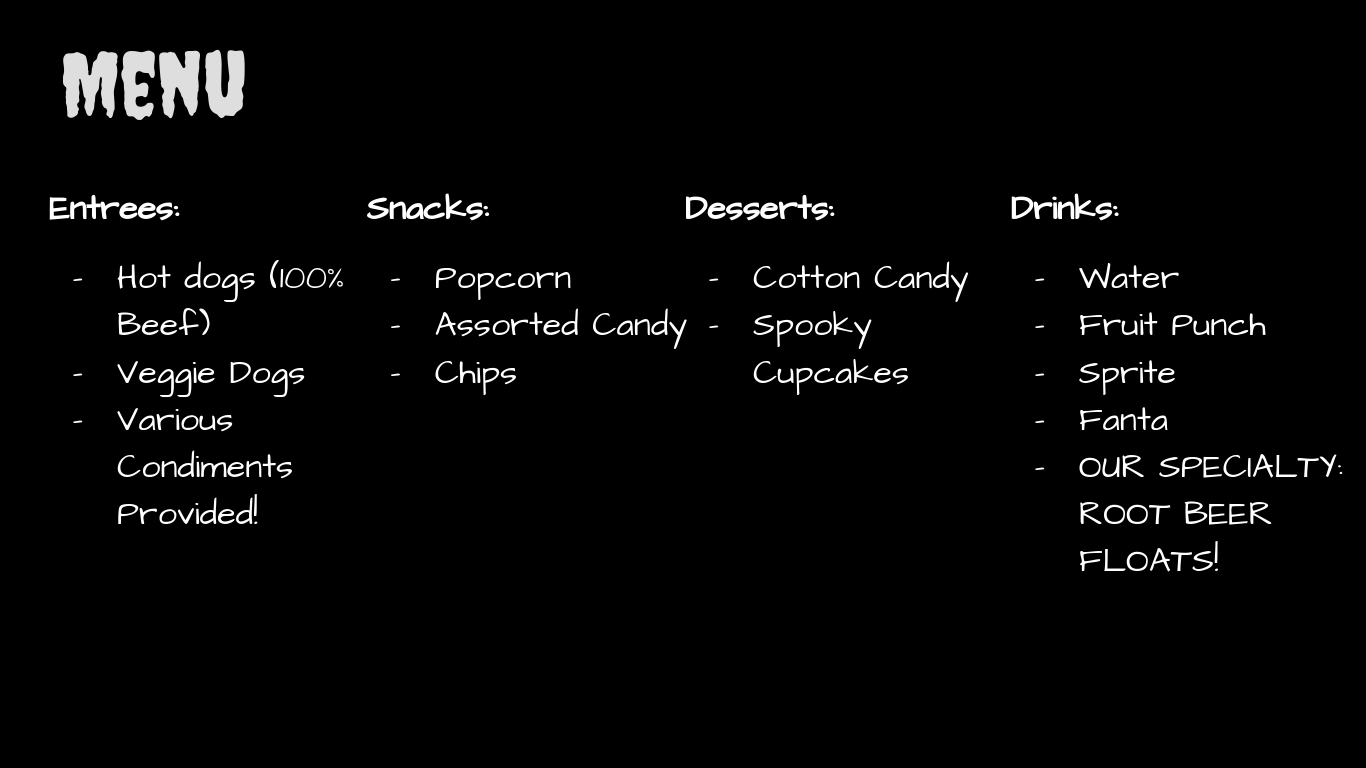 MENU
Entrees:
- Hot dogs (100%
Beef)
- Veggie Dogs
- Various
Condiments
Provided!
Snacks:
- Popcorn
- Assorted Candy
- Chips
Desserts:
- Cotton Candy
- Spooky
Cupcakes
Drinks:
- Water
- Fruit Punch
- Sprite
- Fanta
- OUR SPECIALTY:
ROOT BEER
FLOATS!